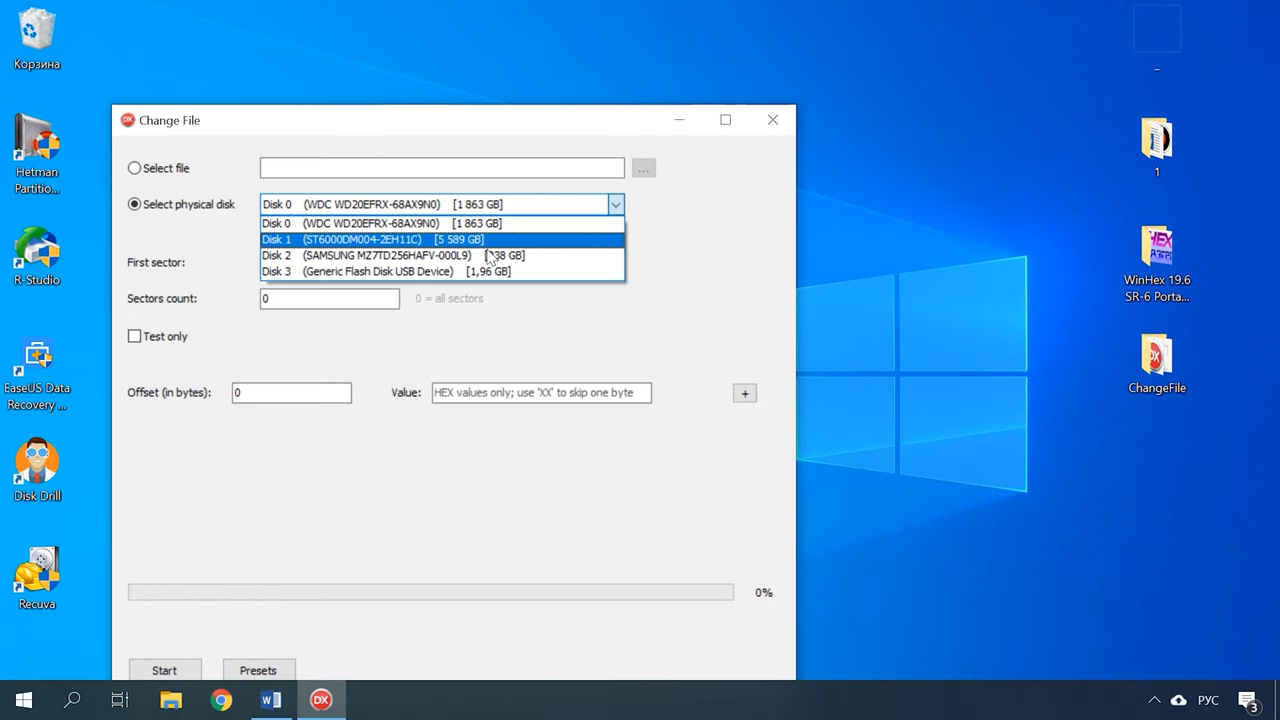 Корзина
Hetman
Partitio...
R-Studio
EaseUS Data
Recovery ...
Disk Drill
Recuva
Change File
Select file
...
Select physical disk
Disk 0 (WDC WD20EFRX-68AX9N0) [1 863 GB]
Disk 0 (WDC WD20EFRX-68AX9N0) [1 863 GB]
Disk 1 (ST6000DM004-2EH11C) [5 589 GB]
Disk 2 (SAMSUNG MZ7TD256HAFV-000L9) 38 GB]
Disk 3 (Generic Flash Disk USB Device) [1,96 GB]
First sector:
Sectors count: 0 0 = all sectors
Test only
Offset (in bytes): 0 Value: HEX values only; use 'XX' to skip one byte +
0%
Start Presets
_
1
WinHex 19.6
SR-6 Porta...
ChangeFile
РУС
3